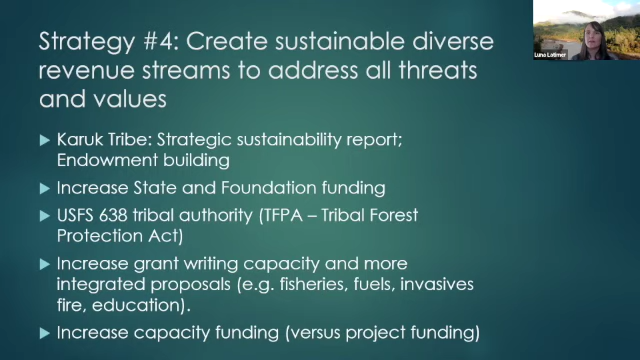 Strategy #4: Create sustainable diverse
revenue streams to address all threats
and values
Karuk Tribe: Strategic sustainability report;
Endowment building
Increase State and Foundation funding
USFS 638 tribal authority (TFPA – Tribal Forest
Protection Act)
Increase grant writing capacity and more
integrated proposals (e.g. fisheries, fuels, invasives
fire, education).
Increase capacity funding (versus project funding)
Luna Latimer